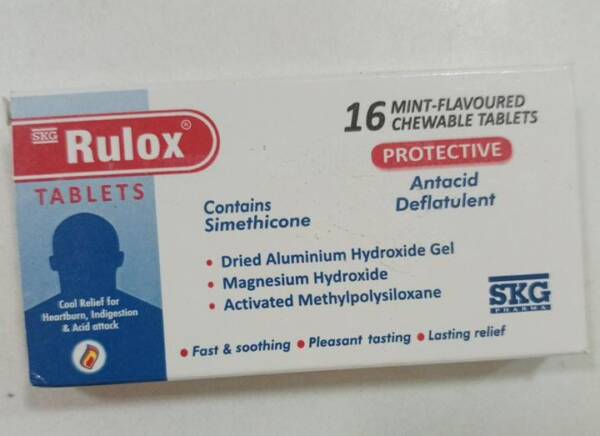 SKG Rulox®
TABLETS
16 MINT-FLAVOURED
CHEWABLE TABLETS
PROTECTIVE
Antacid
Deflatulent
Contains
Simethicone
• Dried Aluminium Hydroxide Gel
• Magnesium Hydroxide
• Activated Methylpolysiloxane
Cool Relief for
Heartburn, Indigestion
& Acid attack
SKG
PHARMA
• Fast & soothing • Pleasant tasting • Lasting relief